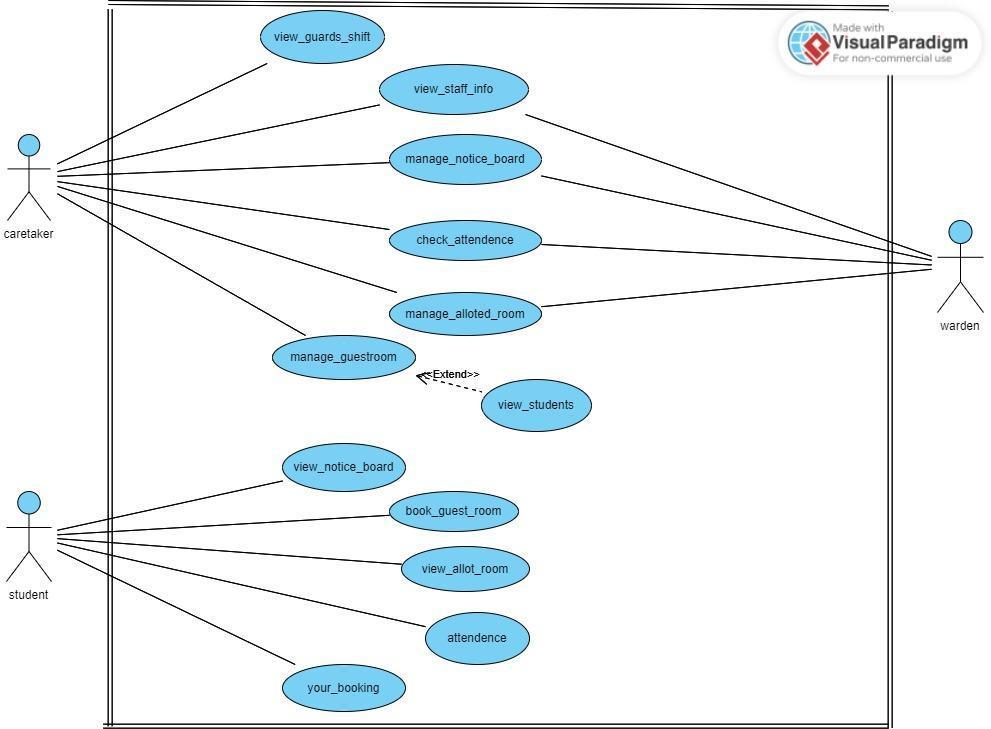 view_guards_shift
Made with
Visual Paradigm
For non-commercial use
view_staff_info
manage_notice_board
caretaker
check_attendence
manage_alloted_room
warden
manage_guestroom
<<Extend>>
view_students
view_notice_board
book_guest_room
view_allot_room
student
attendence
your_booking